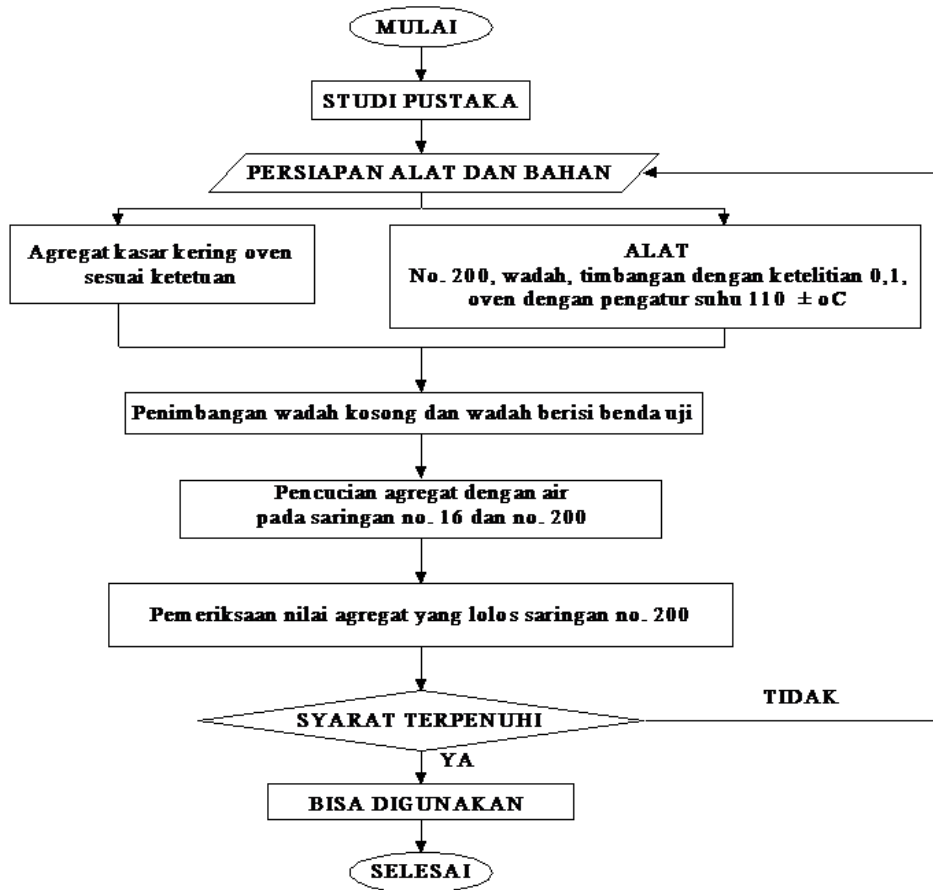 MULAI
STUDI PUSTAKA
PERSIAPAN ALAT DAN BAHAN
Agregat kasar kering oven
sesuai ketetuan
ALAT
No. 200, wadah, timbangan dengan ketelitian 0,1,
oven dengan pengatur suhu 110 ± oC
Penimbangan wadah kosong dan wadah berisi benda uji
Pencucian agregat dengan air
pada saringan no. 16 dan no. 200
Pemeriksaan nilai agregat yang lolos saringan no. 200
SYARAT TERPENUHI
TIDAK
YA
BISA DIGUNAKAN
SELESAI